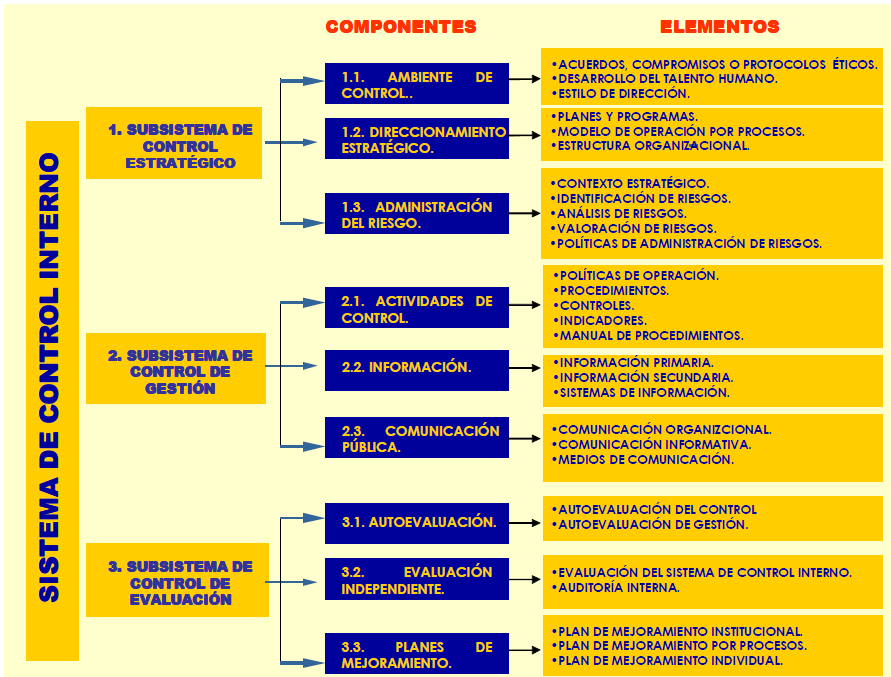 COMPONENTES
ELEMENTOS
SISTEMA DE CONTROL INTERNO
1. SUBSISTEMA DE
CONTROL
ESTRATÉGICO
1.1. AMBIENTE DE
CONTROL..
•ACUERDOS, COMPROMISOS O PROTOCOLOS ÉTICOS.
•DESARROLLO DEL TALENTO HUMANO.
•ESTILO DE DIRECCIÓN.
1.2. DIRECCIONAMIENTO
ESTRATÉGICO.
•PLANES Y PROGRAMAS.
•MODELO DE OPERACIÓN POR PROCESOS.
•ESTRUCTURA ORGANIZACIONAL.
1.3. ADMINISTRACIÓN
DEL RIESGO.
•CONTEXTO ESTRATÉGICO.
•IDENTIFICACIÓN DE RIESGOS.
•ANÁLISIS DE RIESGOS.
•VALORACIÓN DE RIESGOS.
•POLÍTICAS DE ADMINISTRACIÓN DE RIESGOS.
2. SUBSISTEMA DE
CONTROL DE
GESTIÓN
2.1. ACTIVIDADES DE
CONTROL.
•POLÍTICAS DE OPERACIÓN.
•PROCEDIMIENTOS.
•CONTROLES.
•INDICADORES.
•MANUAL DE PROCEDIMIENTOS.
2.2. INFORMACIÓN.
•INFORMACIÓN PRIMARIA.
•INFORMACIÓN SECUNDARIA.
•SISTEMAS DE INFORMACIÓN.
2.3. COMUNICACIÓN
PÚBLICA.
•COMUNICACIÓN ORGANIZCIONAL.
•COMUNICACIÓN INFORMATIVA.
•MEDIOS DE COMUNICACIÓN.
3. SUBSISTEMA DE
CONTROL DE
EVALUACIÓN
3.1. AUTOEVALUACIÓN.
•AUTOEVALUACIÓN DEL CONTROL
•AUTOEVALUACIÓN DE GESTIÓN.
3.2. EVALUACIÓN
INDEPENDIENTE.
•EVALUACIÓN DEL SISTEMA DE CONTROL INTERNO.
•AUDITORÍA INTERNA.
3.3. PLANES DE
MEJORAMIENTO.
•PLAN DE MEJORAMIENTO INSTITUCIONAL.
•PLAN DE MEJORAMIENTO POR PROCESOS.
•PLAN DE MEJORAMIENTO INDIVIDUAL.